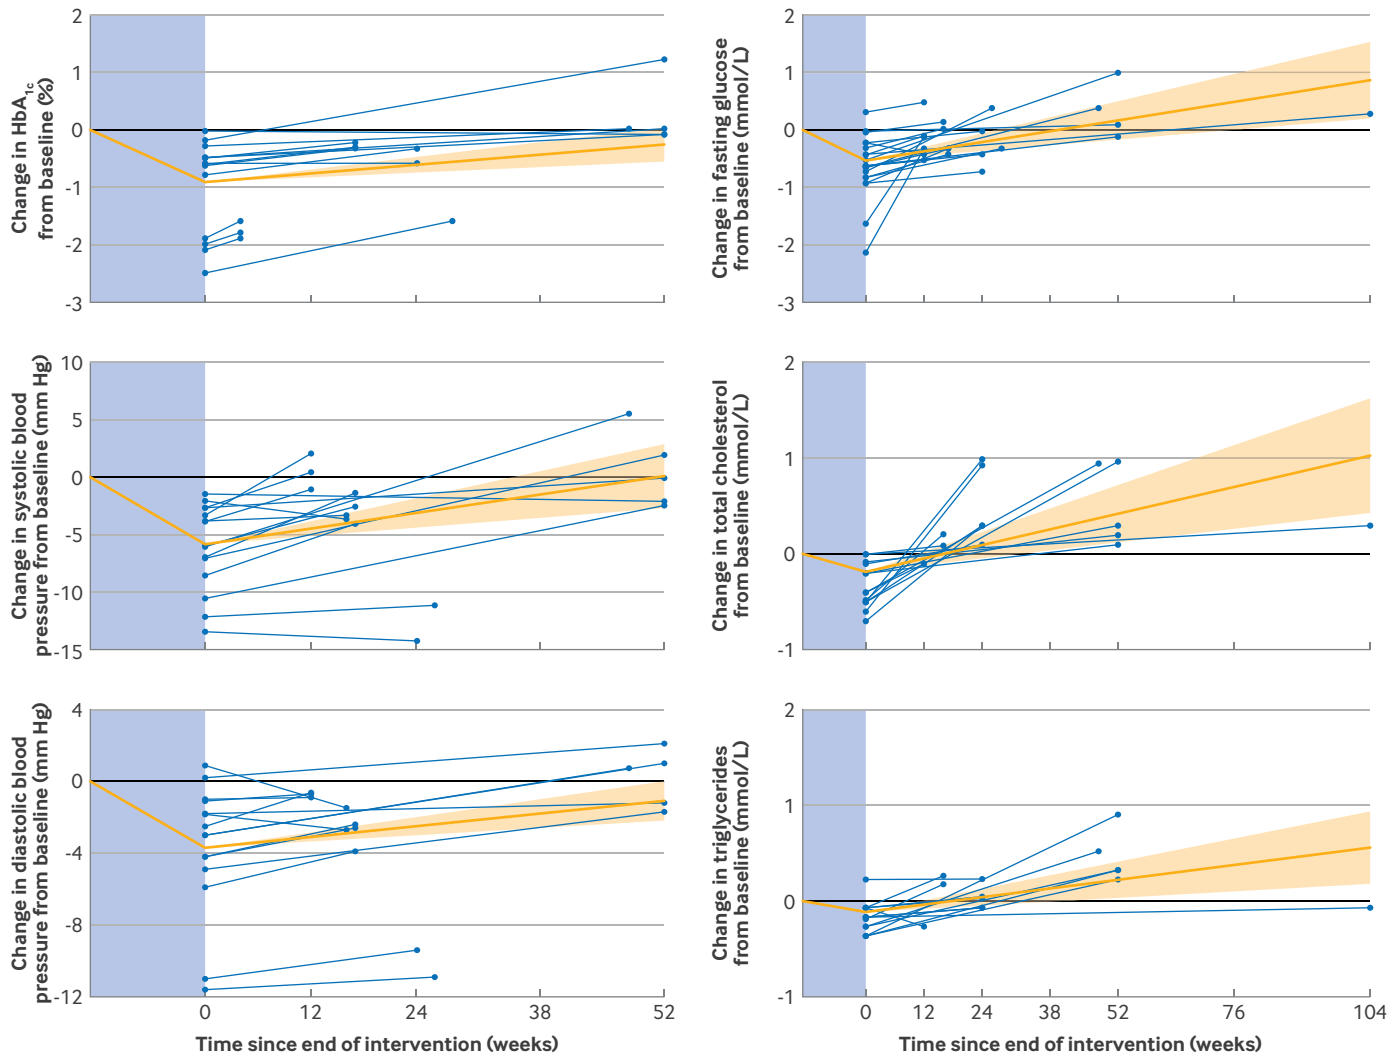 Change in HbA1c
from baseline (%)
2
1
0
-1
-2
-3
Change in fasting glucose
from baseline (mmol/L)
2
1
0
-1
-2
-3
Change in systolic blood
pressure from baseline (mm Hg)
10
5
0
-5
-10
-15
Change in total cholesterol
from baseline (mmol/L)
2
1
0
-1
Change in diastolic blood
pressure from baseline (mm Hg)
4
0
-4
-8
-12
0 12 24 38 52
Time since end of intervention (weeks)
Change in triglycerides
from baseline (mmol/L)
2
1
0
-1
0 12 24 38 52 76 104
Time since end of intervention (weeks)